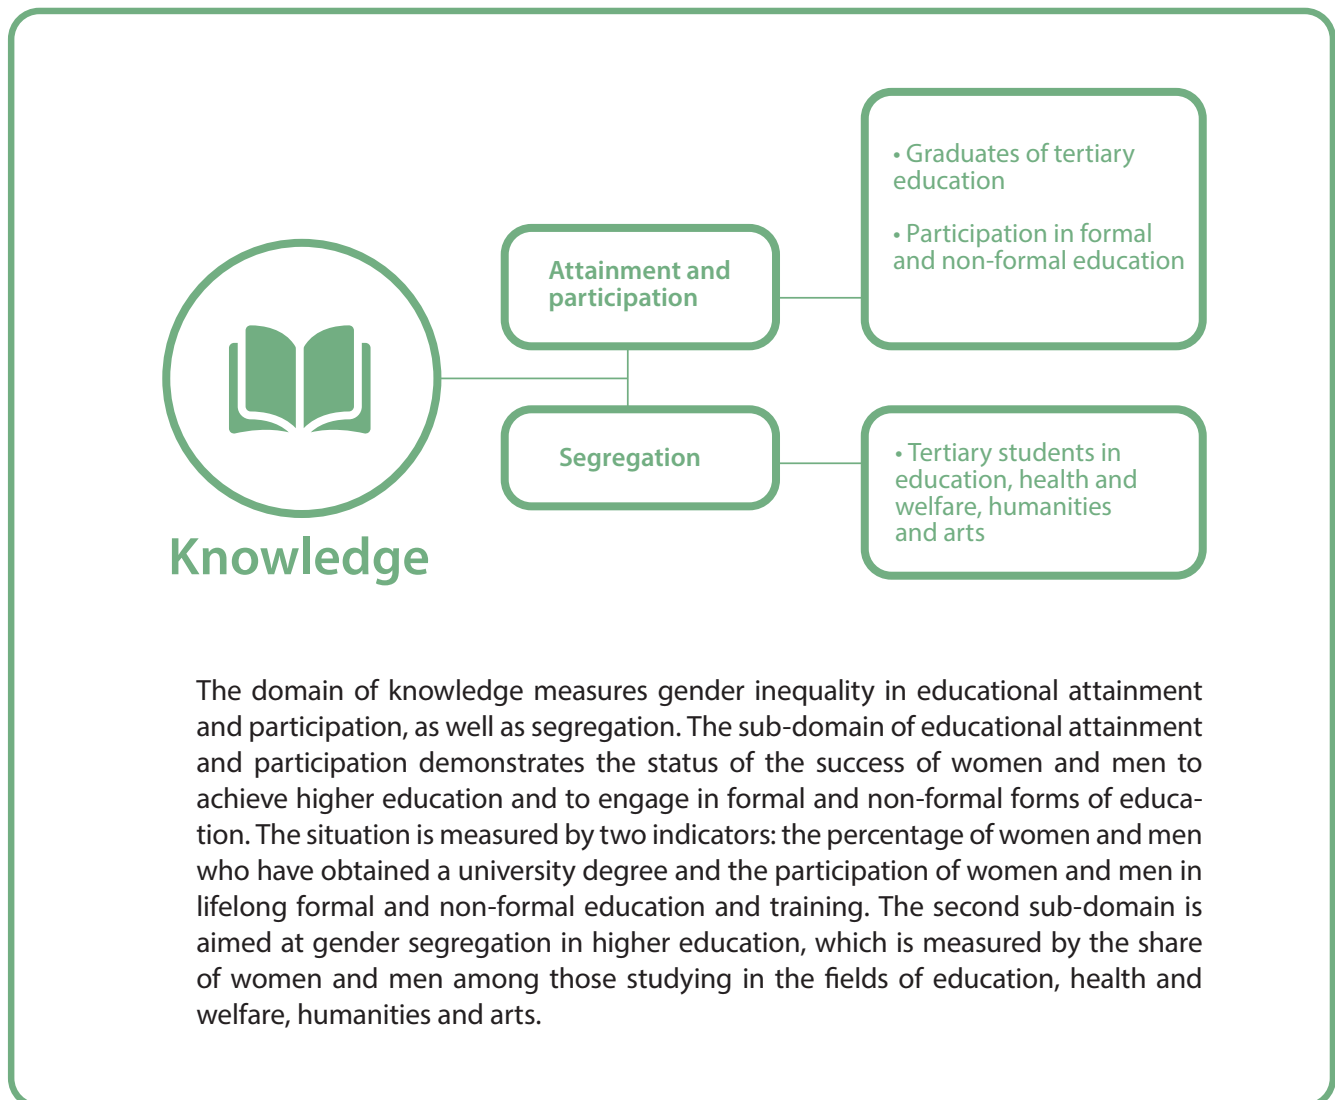 • Graduates of tertiary
education
• Participation in formal
and non-formal education
Attainment and
participation
Segregation
• Tertiary students in
education, health and
welfare, humanities
and arts
Knowledge
The domain of knowledge measures gender inequality in educational attainment
and participation, as well as segregation. The sub-domain of educational attainment
and participation demonstrates the status of the success of women and men to
achieve higher education and to engage in formal and non-formal forms of educa-
tion. The situation is measured by two indicators: the percentage of women and men
who have obtained a university degree and the participation of women and men in
lifelong formal and non-formal education and training. The second sub-domain is
aimed at gender segregation in higher education, which is measured by the share
of women and men among those studying in the fields of education, health and
welfare, humanities and arts.